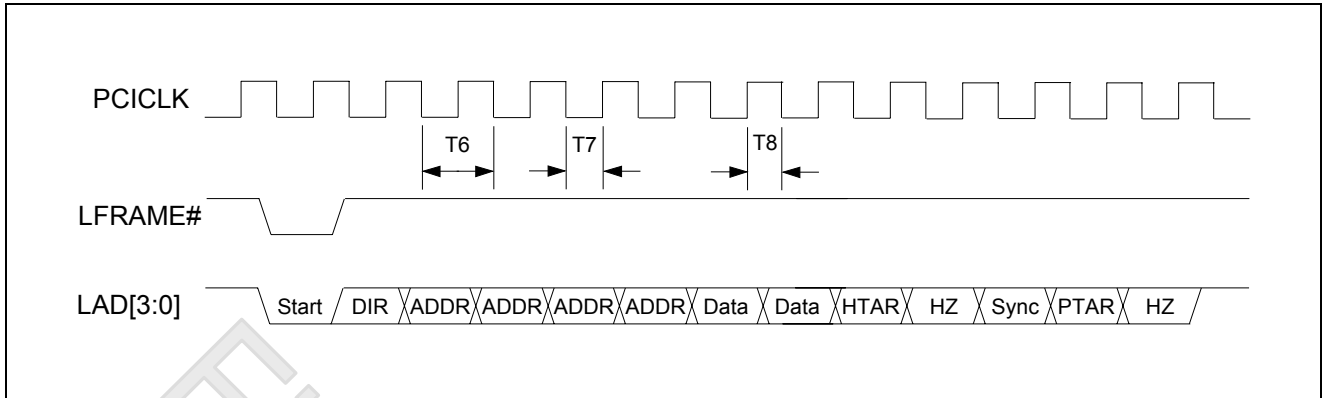 PCICLK
T6 T7 T8
LFRAME#
LAD[3:0] Start DIR ADDR ADDR ADDR ADDR Data Data HTAR HZ Sync PTAR HZ